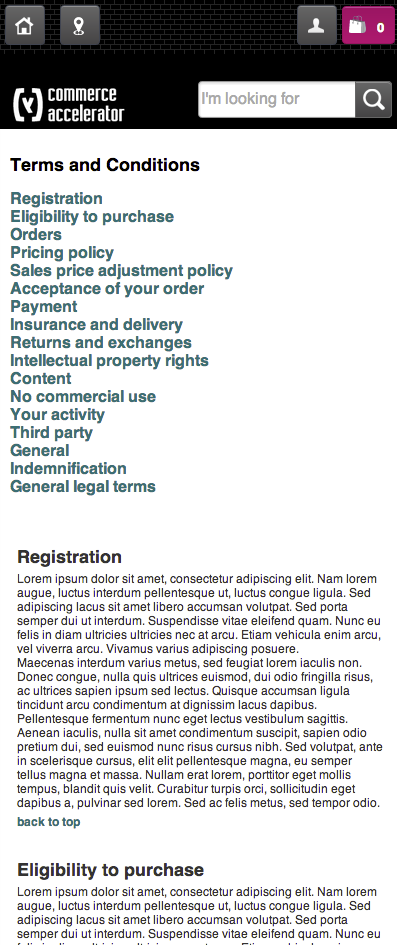 0
commerce
accelerator
I'm looking for
Terms and Conditions
Registration
Eligibility to purchase
Orders
Pricing policy
Sales price adjustment policy
Acceptance of your order
Payment
Insurance and delivery
Returns and exchanges
Intellectual property rights
Content
No commercial use
Your activity
Third party
General
Indemnification
General legal terms
Registration
Lorem ipsum dolor sit amet, consectetur adipiscing elit. Nam lorem
augue, luctus interdum pellentesque ut, luctus congue ligula. Sed
adipiscing lacus sit amet libero accumsan volutpat. Sed porta
semper dui ut interdum. Suspendisse vitae eleifend quam. Nunc eu
felis in diam ultricies ultricies nec at arcu. Etiam vehicula enim arcu,
vel viverra arcu. Vivamus varius adipiscing posuere.
Maecenas interdum varius metus, sed feugiat lorem iaculis non.
Donec congue, nulla quis ultrices euismod, dui odio fringilla risus,
ac ultrices sapien ipsum sed lectus. Quisque accumsan ligula
tincidunt arcu condimentum at dignissim lacus dapibus.
Pellentesque fermentum nunc eget lectus vestibulum sagittis.
Aenean iaculis, nulla sit amet condimentum suscipit, sapien odio
pretium dui, sed euismod nunc risus cursus nibh. Sed volutpat, ante
in scelerisque cursus, elit elit pellentesque magna, eu semper
tellus magna et massa. Nullam erat lorem, porttitor eget mollis
tempus, blandit quis velit. Curabitur turpis orci, sollicitudin eget
dapibus a, pulvinar sed lorem. Sed ac felis metus, sed tempor odio.
back to top
Eligibility to purchase
Lorem ipsum dolor sit amet, consectetur adipiscing elit. Nam lorem
augue, luctus interdum pellentesque ut, luctus congue ligula. Sed
adipiscing lacus sit amet libero accumsan volutpat. Sed porta
semper dui ut interdum. Suspendisse vitae eleifend quam. Nunc eu